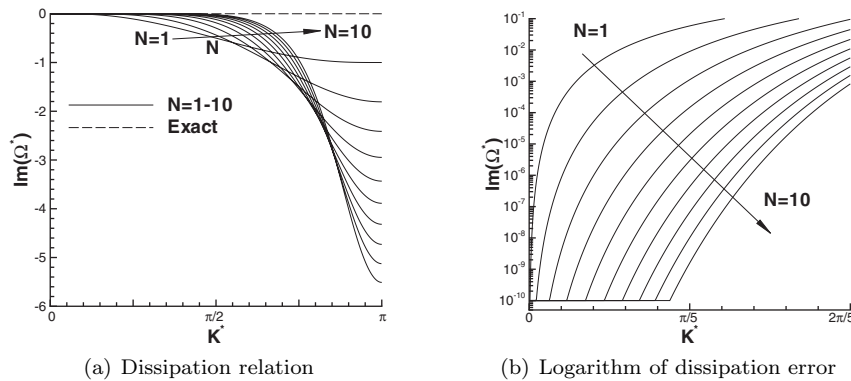 0
-1
-2
-3
-4
-5
-6
Im(Ω*)
N=1
N
N=10
N=1-10
Exact
0
π/2
π
K*
(a) Dissipation relation
10⁻¹
10⁻²
10⁻³
10⁻⁴
10⁻⁵
10⁻⁶
10⁻⁷
10⁻⁸
10⁻⁹
10⁻¹⁰
Im(Ω*)
N=1
N=10
0
π/5
2π/5
K*
(b) Logarithm of dissipation error